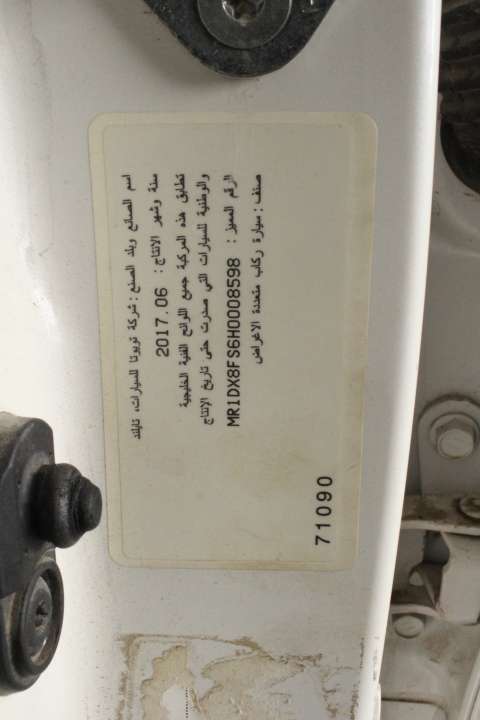 اسم الصانع وبلد الصنع : شركة تويوتا للسيارات، تايلند
سنة وشهر الانتاج : 2017.06
تطابق هذه المركبة جميع اللوائح الفنية الخليجية
والوطنية للسيارات التي صدرت حتى تاريخ الإنتاج
الرقم المميز : MR1DX8FS6H0008598
صنف : سيارة ركاب متعددة الاغراض
71090